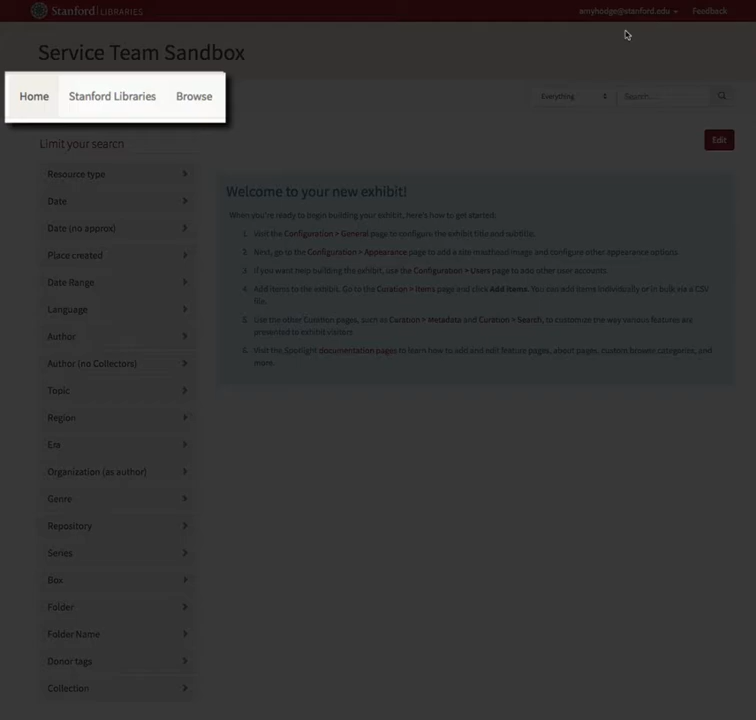 Stanford LIBRARIES
amyhodge@stanford.edu
Feedback
Service Team Sandbox
Home Stanford Libraries Browse
Everything
Search...
Limit your search
Edit
Resource type
Date
Date (no approx)
Place created
Date Range
Language
Author
Author (no Collectors)
Topic
Region
Era
Organization (as author)
Genre
Repository
Series
Box
Folder
Folder Name
Donor tags
Collection
Welcome to your new exhibit!
When you're ready to begin building your exhibit, here's how to get started:
1. Visit the Configuration > General page to configure the exhibit title and subtitle.
2. Next, go to the Configuration > Appearance page to add a site masthead image and configure other appearance options.
3. If you want help building the exhibit, use the Configuration > Users page to add other user accounts.
4. Add items to the exhibit. Go to the Curation > Items page and click Add items. You can add items individually or in bulk via a CSV
file.
5. Use the other Curation pages, such as Curation > Metadata and Curation > Search, to customize the way various features are
presented to exhibit visitors.
6. Visit the Spotlight documentation pages to learn how to add and edit feature pages, about pages, custom browse categories, and
more.